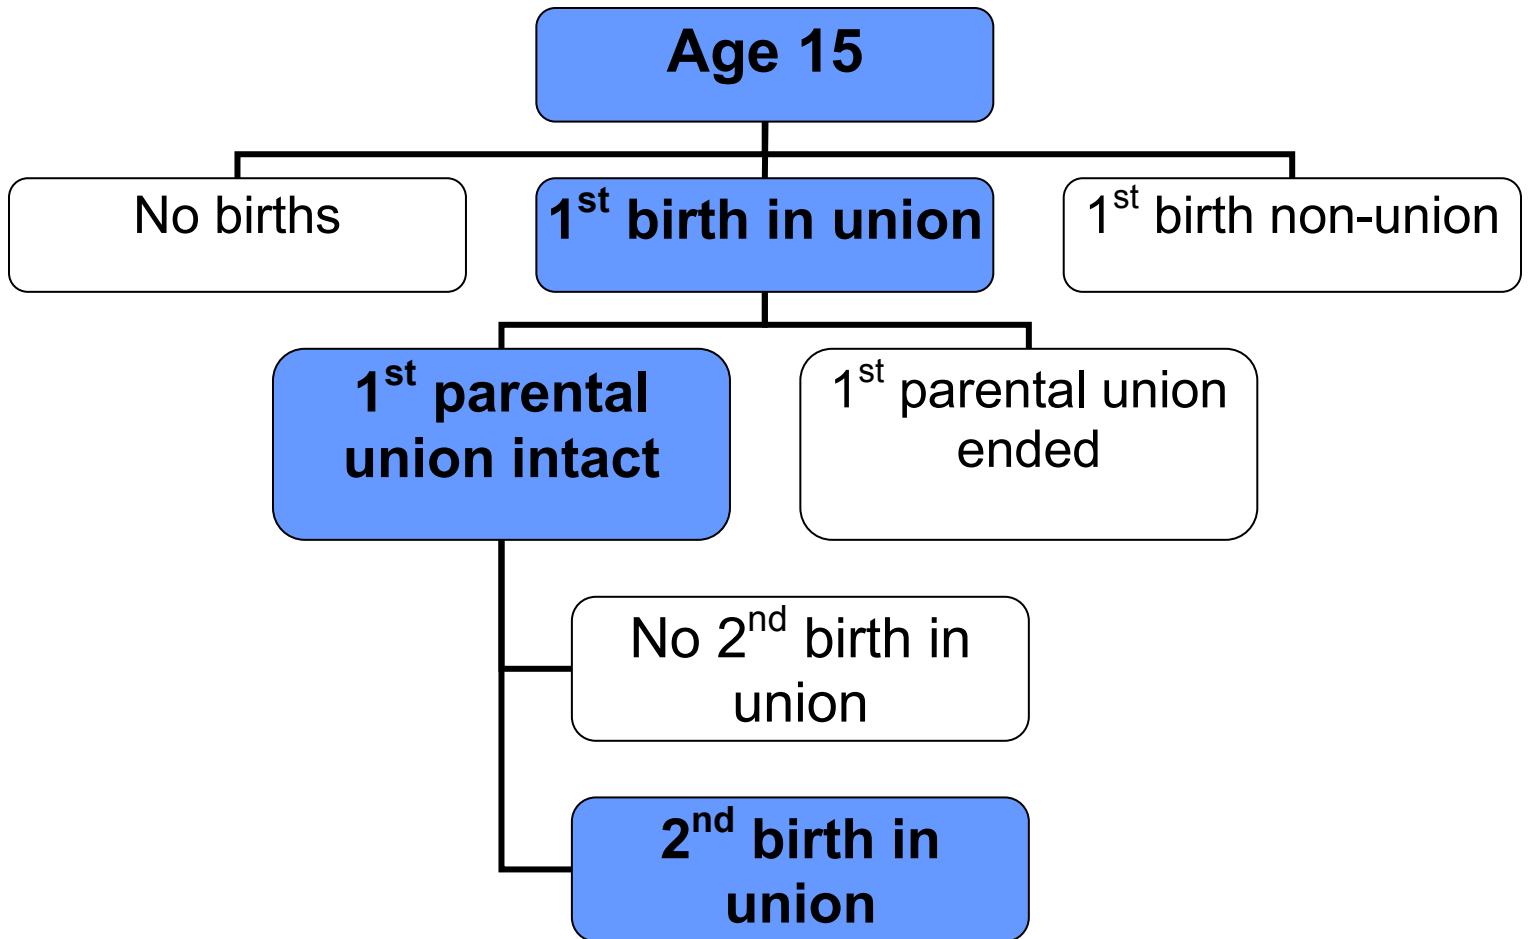 Age 15
No births
1st birth in union
1st birth non-union
1st parental
union intact
1st parental union
ended
No 2nd birth in
union
2nd birth in
union